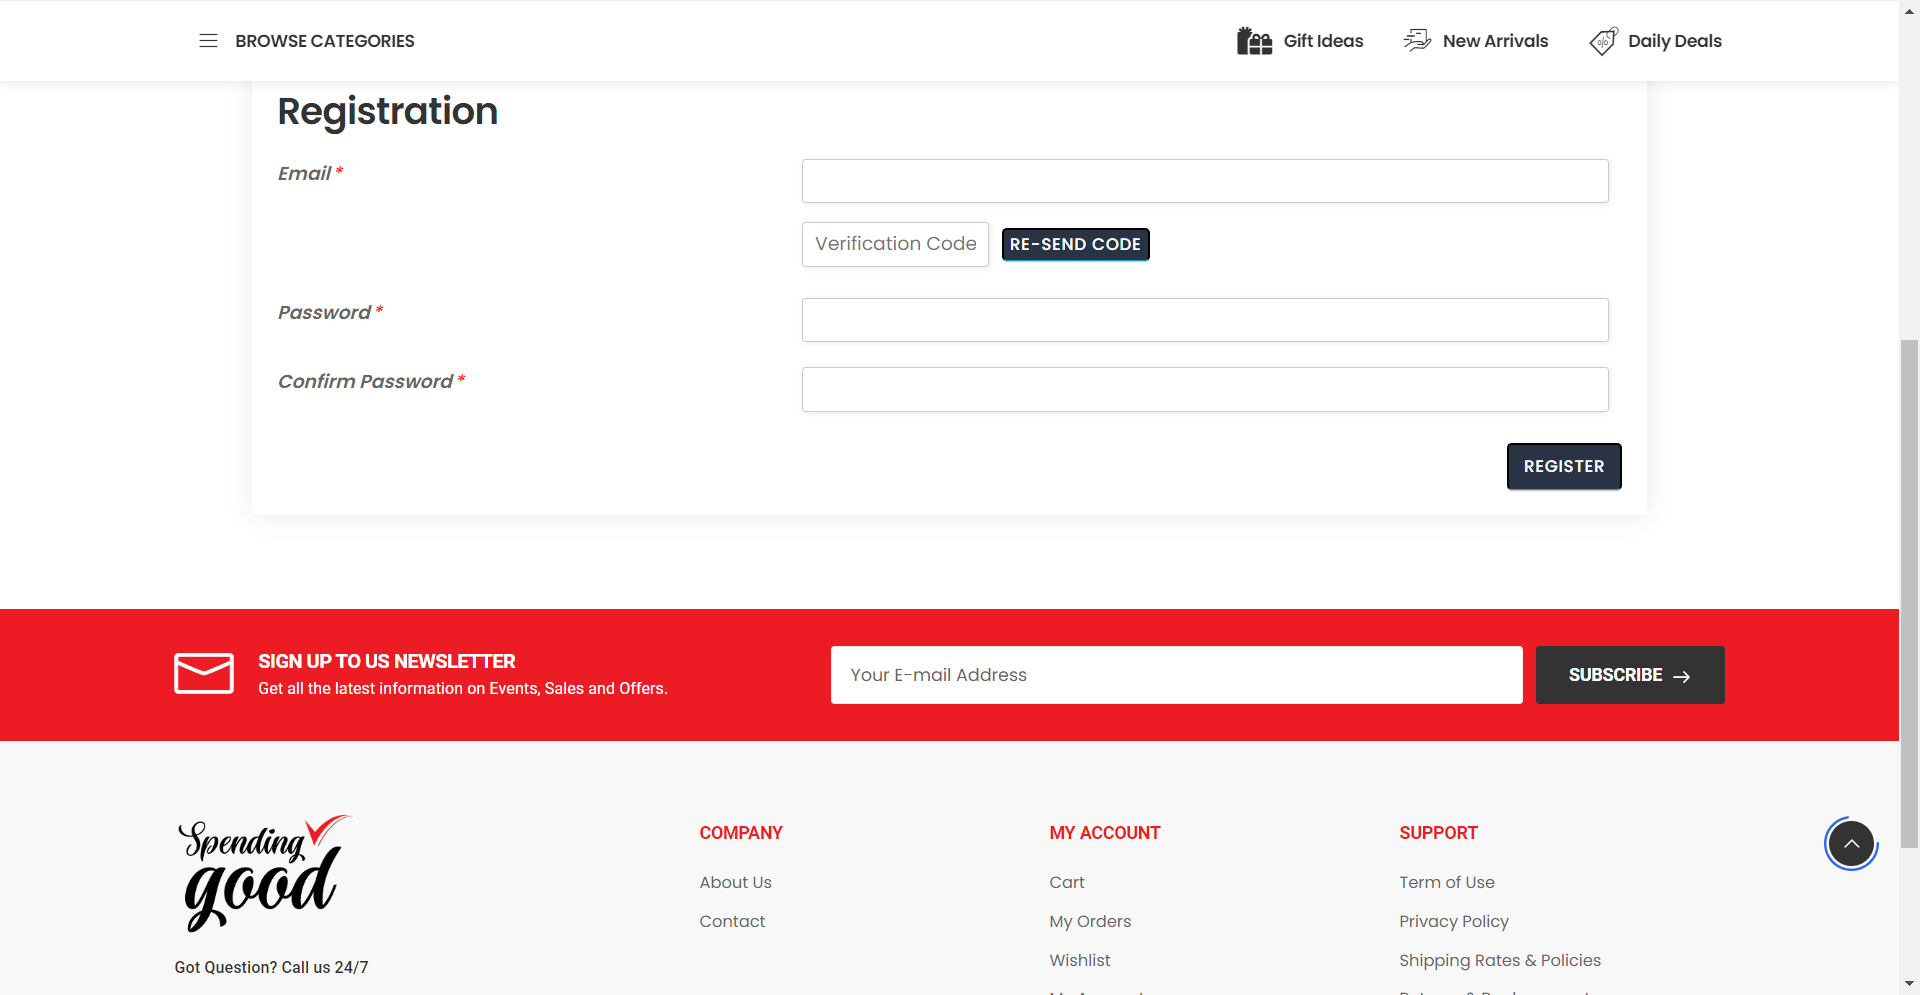 BROWSE CATEGORIES
Gift Ideas
New Arrivals
Daily Deals
Registration
Email *
Verification Code
RE-SEND CODE
Password *
Confirm Password *
REGISTER
SIGN UP TO US NEWSLETTER
Get all the latest information on Events, Sales and Offers.
Your E-mail Address
SUBSCRIBE →
Spending
good
Got Question? Call us 24/7
COMPANY
About Us
Contact
MY ACCOUNT
Cart
My Orders
Wishlist
SUPPORT
Term of Use
Privacy Policy
Shipping Rates & Policies